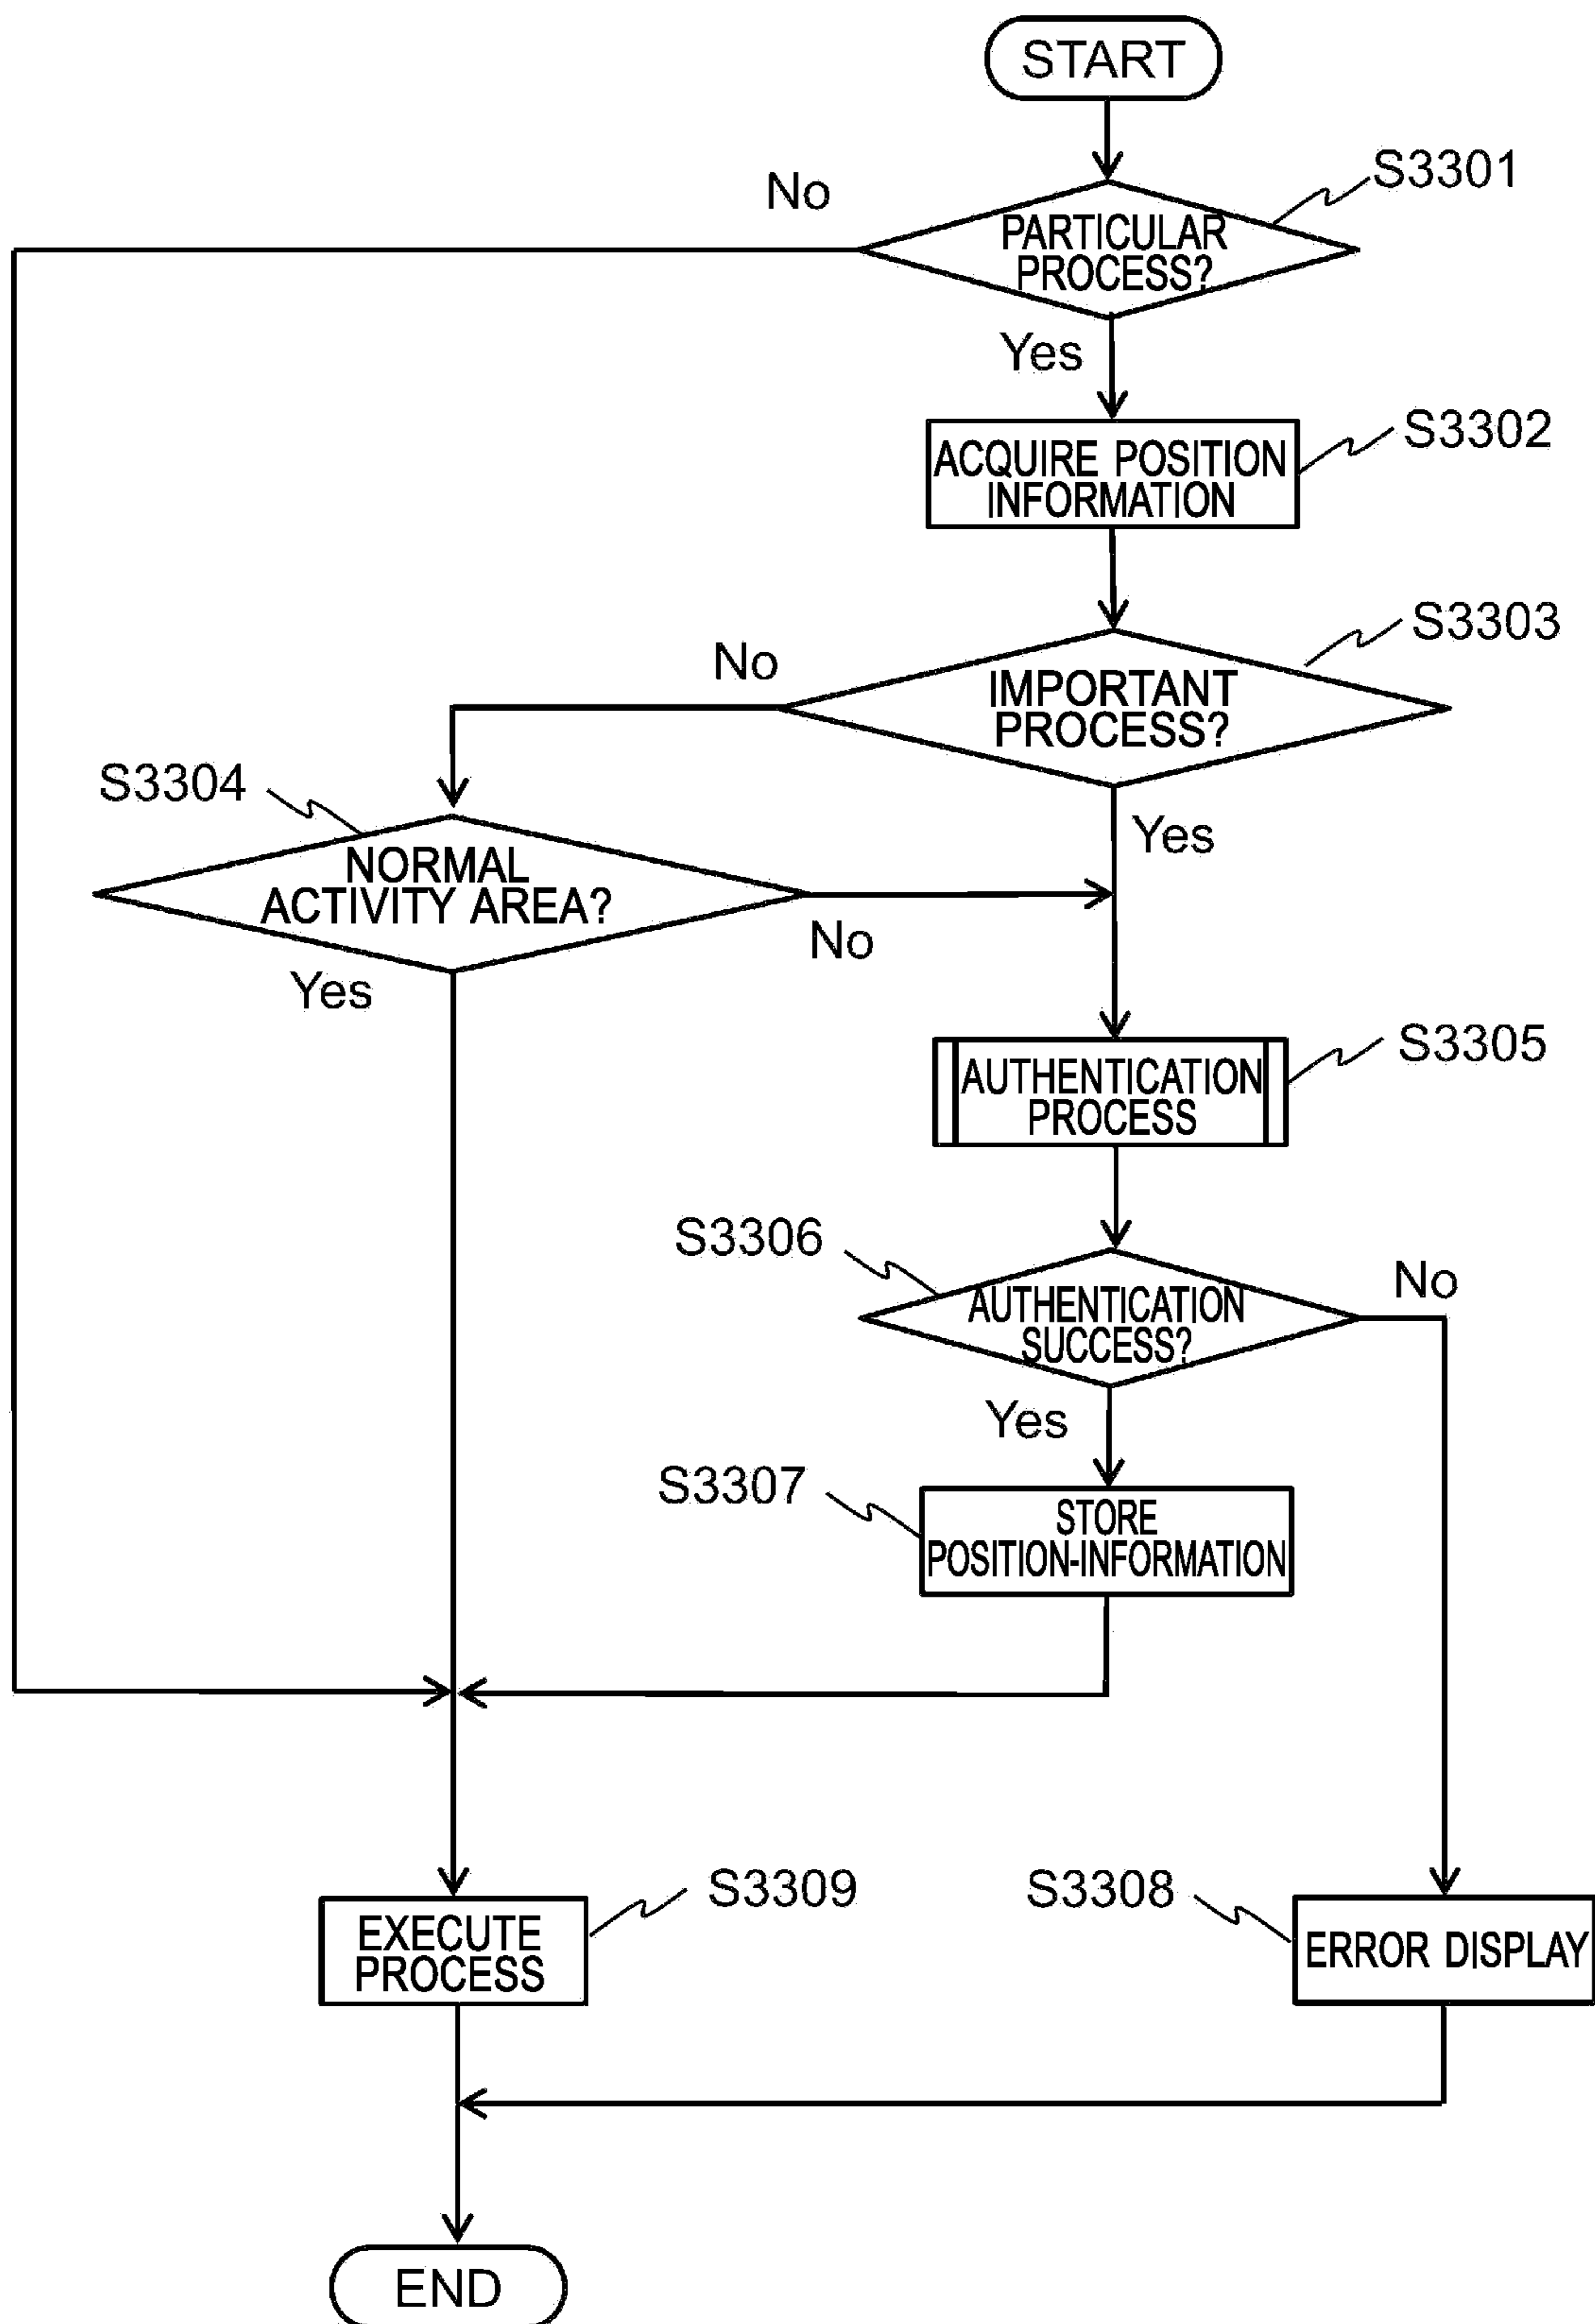 START
No
S3301
PARTICULAR
PROCESS?
Yes
S3302
ACQUIRE POSITION
INFORMATION
S3303
No
IMPORTANT
PROCESS?
S3304
Yes
NORMAL
ACTIVITY AREA?
No
Yes
S3305
AUTHENTICATION
PROCESS
S3306
No
AUTHENTICATION
SUCCESS?
Yes
S3307
STORE
POSITION-INFORMATION
S3309
S3308
EXECUTE
PROCESS
ERROR DISPLAY
END